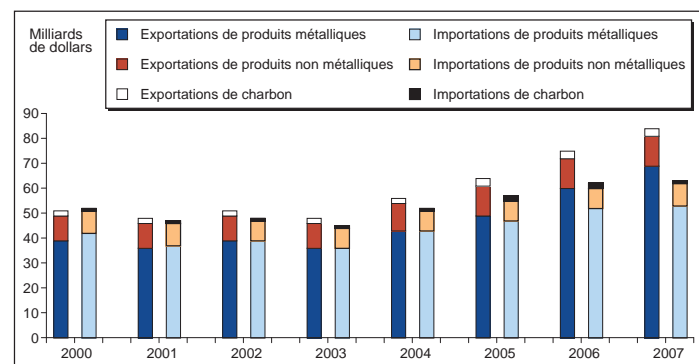 Milliards
de dollars
Exportations de produits métalliques
Importations de produits métalliques
Exportations de produits non métalliques
Importations de produits non métalliques
Exportations de charbon
Importations de charbon
90
80
70
60
50
40
30
20
10
0
2000 2001 2002 2003 2004 2005 2006 2007